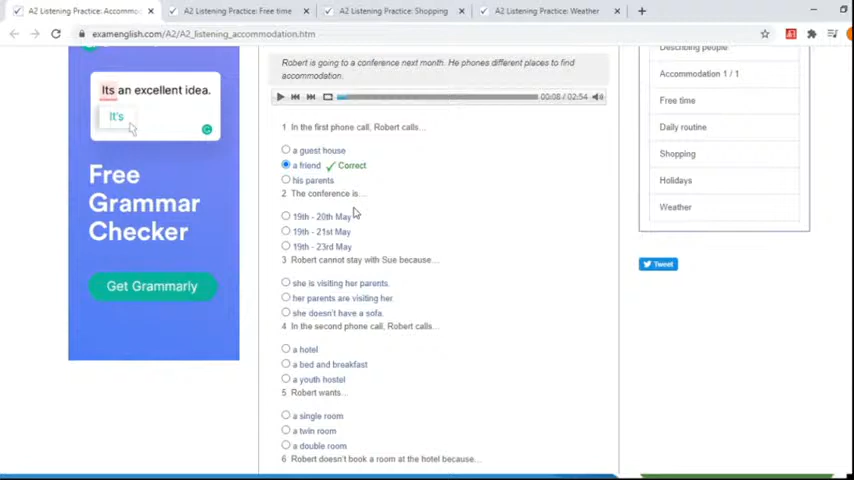 A2 Listening Practice: Accommo
A2 Listening Practice: Free time
A2 Listening Practice: Shopping
A2 Listening Practice: Weather
examenglish.com/A2/A2_listening_accommodation.htm
Its an excellent idea.
It's
Free
Grammar
Checker
Get Grammarly
Robert is going to a conference next month. He phones different places to find
accommodation.
00:08 / 02:54
1 In the first phone call, Robert calls...
a guest house
a friend ✓ Correct
his parents
2 The conference is...
19th - 20th May
19th - 21st May
19th - 23rd May
3 Robert cannot stay with Sue because...
she is visiting her parents.
her parents are visiting her.
she doesn't have a sofa.
4 In the second phone call, Robert calls...
a hotel
a bed and breakfast
a youth hostel
5 Robert wants...
a single room
a twin room
a double room
6 Robert doesn't book a room at the hotel because...
Describing people
Accommodation 1 / 1
Free time
Daily routine
Shopping
Holidays
Weather
Tweet